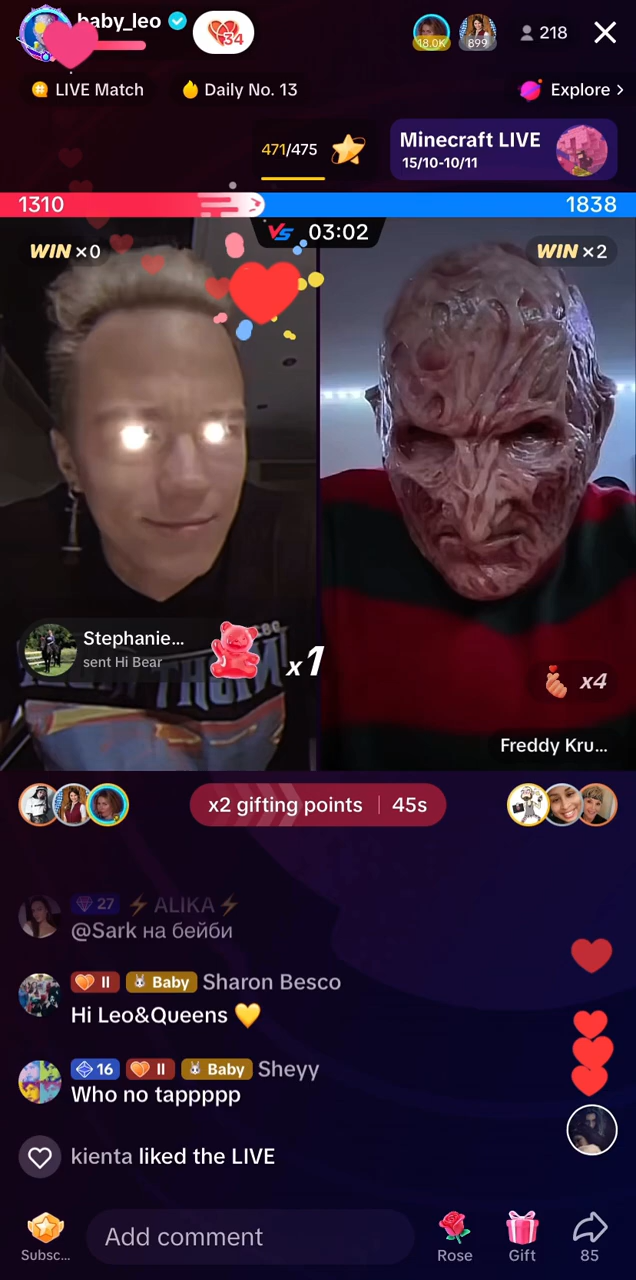 baby_leo
34
18.0K
899
218
LIVE Match
Daily No. 13
Explore >
471/475
Minecraft LIVE
15/10-10/11
1310
1838
VS 03:02
WIN ×0
WIN ×2
Stephanie...
sent Hi Bear
x1
x4
Freddy Kru...
x2 gifting points | 45s
27 ⚡ ALIKA ⚡
@Sark на бейби
II Baby Sharon Besco
Hi Leo&Queens 💛
16 II Baby Sheyy
Who no tappppp
kienta liked the LIVE
Subsc...
Add comment
Rose
Gift
85